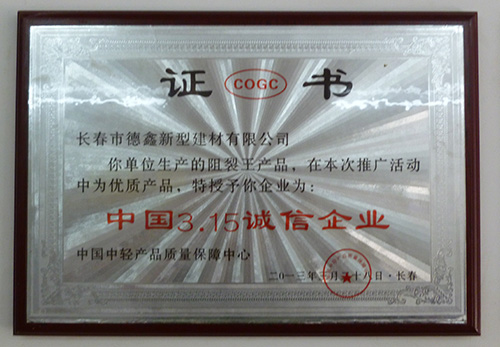 证 COGC 书
长春市德鑫新型建材有限公司
你单位生产的阻裂王产品，在本次推广活动
中为优质产品，特授予你企业为：
中国3.15诚信企业
中国中轻产品质量保障中心
二〇一三年三月二十八日·长春